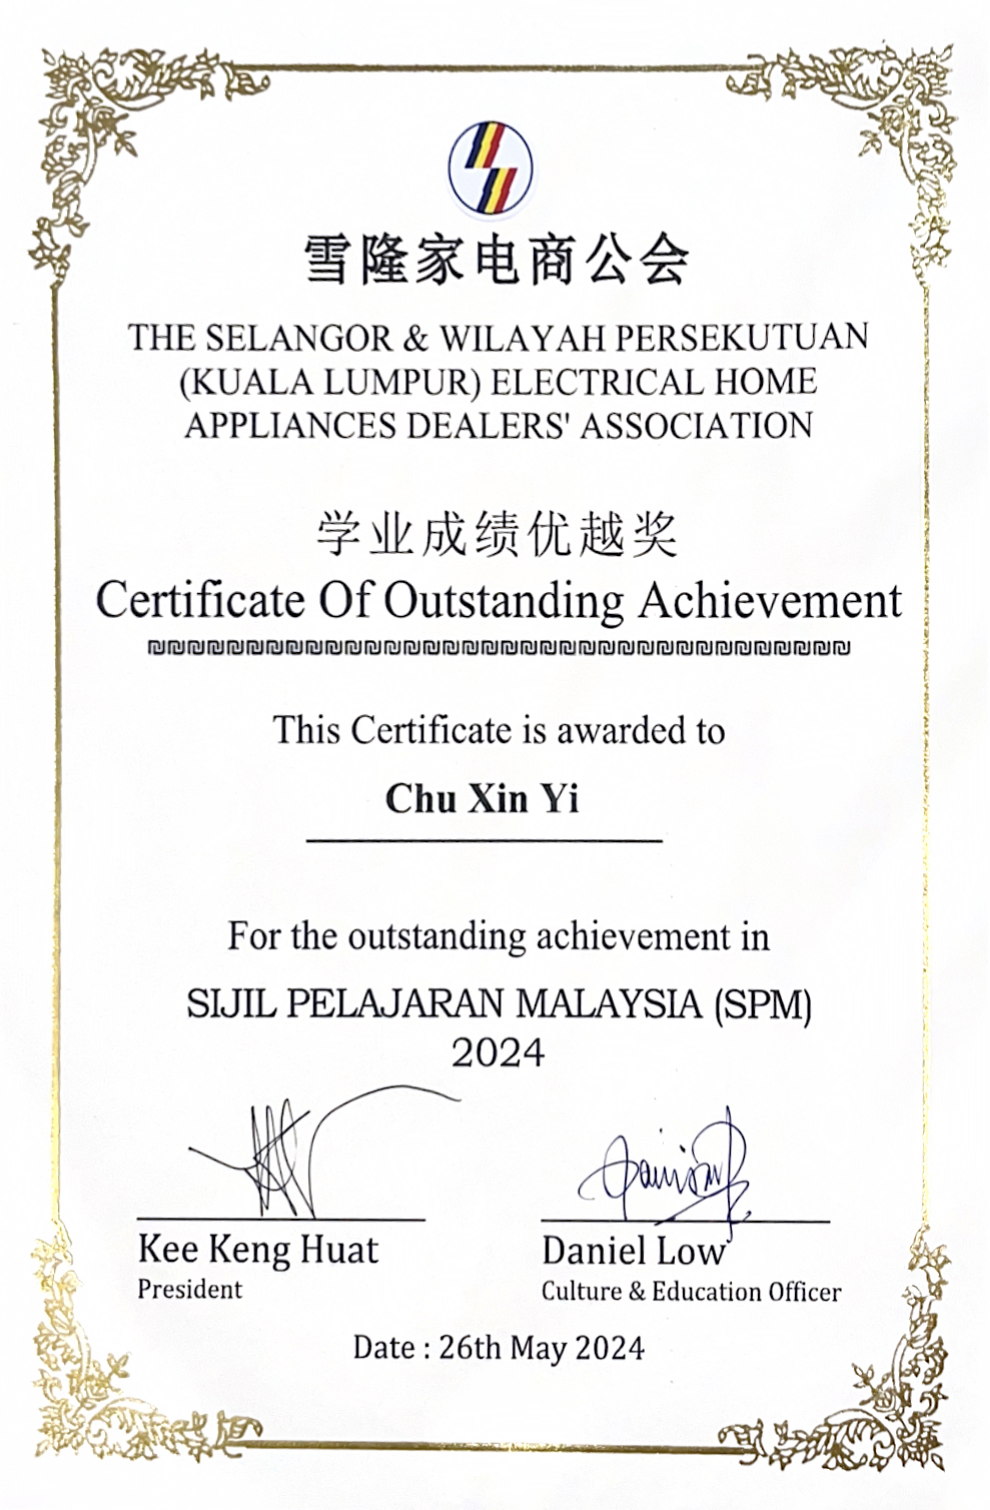 雪隆家电商公会
THE SELANGOR & WILAYAH PERSEKUTUAN
(KUALA LUMPUR) ELECTRICAL HOME
APPLIANCES DEALERS' ASSOCIATION
学业成绩优越奖
Certificate Of Outstanding Achievement
This Certificate is awarded to
Chu Xin Yi
For the outstanding achievement in
SIJIL PELAJARAN MALAYSIA (SPM)
2024
Kee Keng Huat
President
Daniel Low
Culture & Education Officer
Date : 26th May 2024